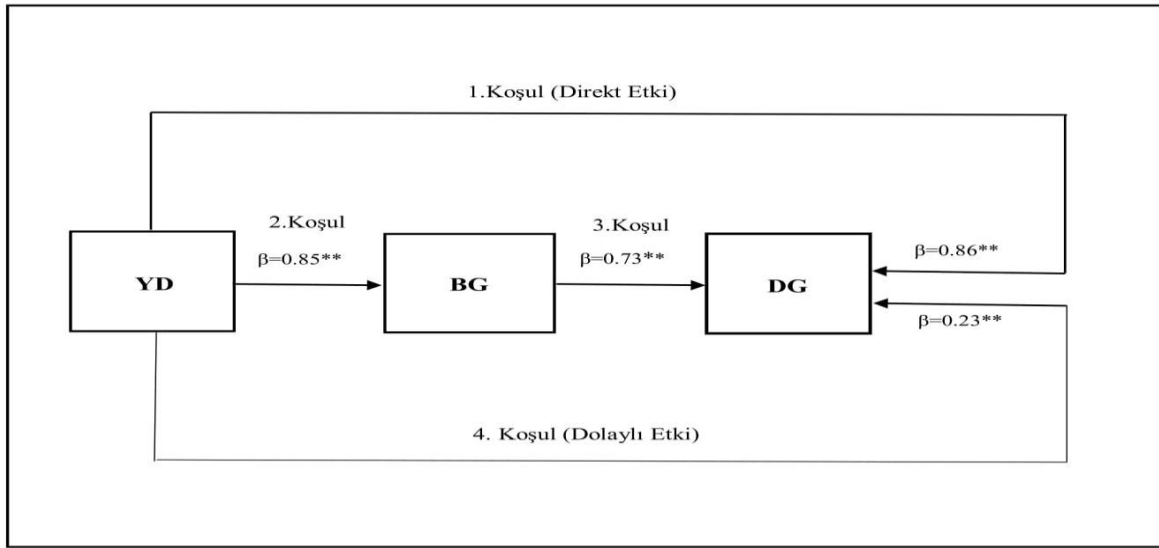 1.Koşul (Direkt Etki)
2.Koşul
3.Koşul
β=0.85**
β=0.73**
β=0.86**
YD
BG
DG
β=0.23**
4. Koşul (Dolaylı Etki)